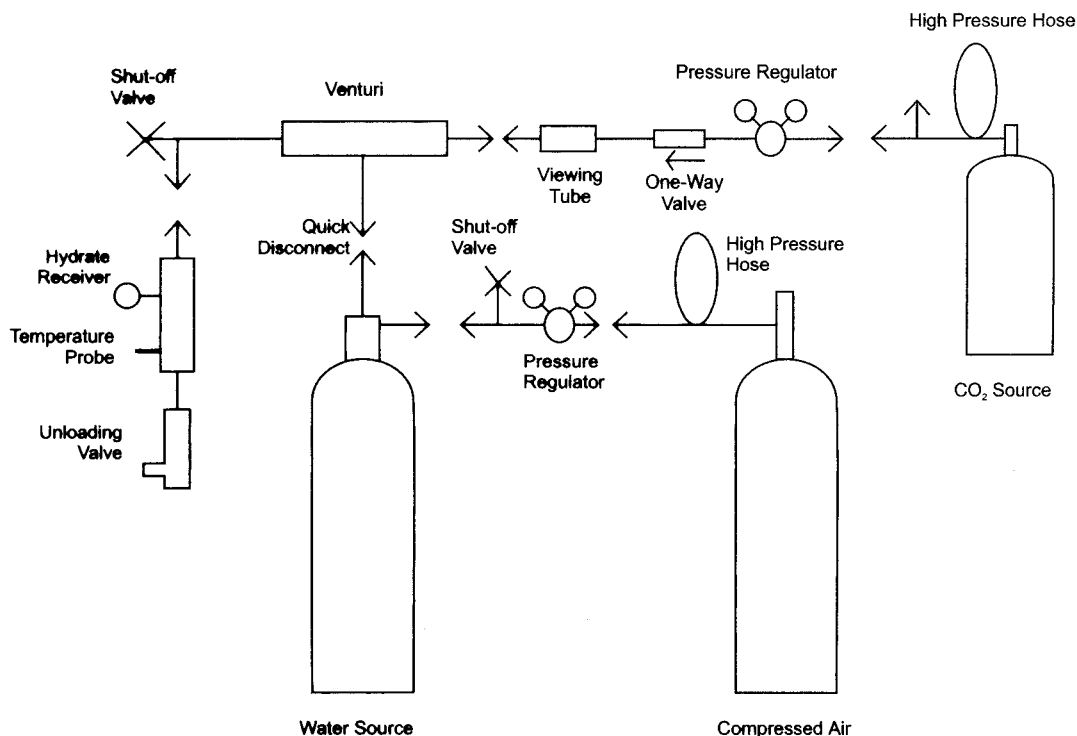 High Pressure Hose
Pressure Regulator
Shut-off
Valve
Venturi
Viewing
Tube
One-Way
Valve
Quick
Disconnect
Shut-off
Valve
High Pressure
Hose
Hydrate
Receiver
Temperature
Probe
Pressure
Regulator
CO₂ Source
Unloading
Valve
Water Source
Compressed Air